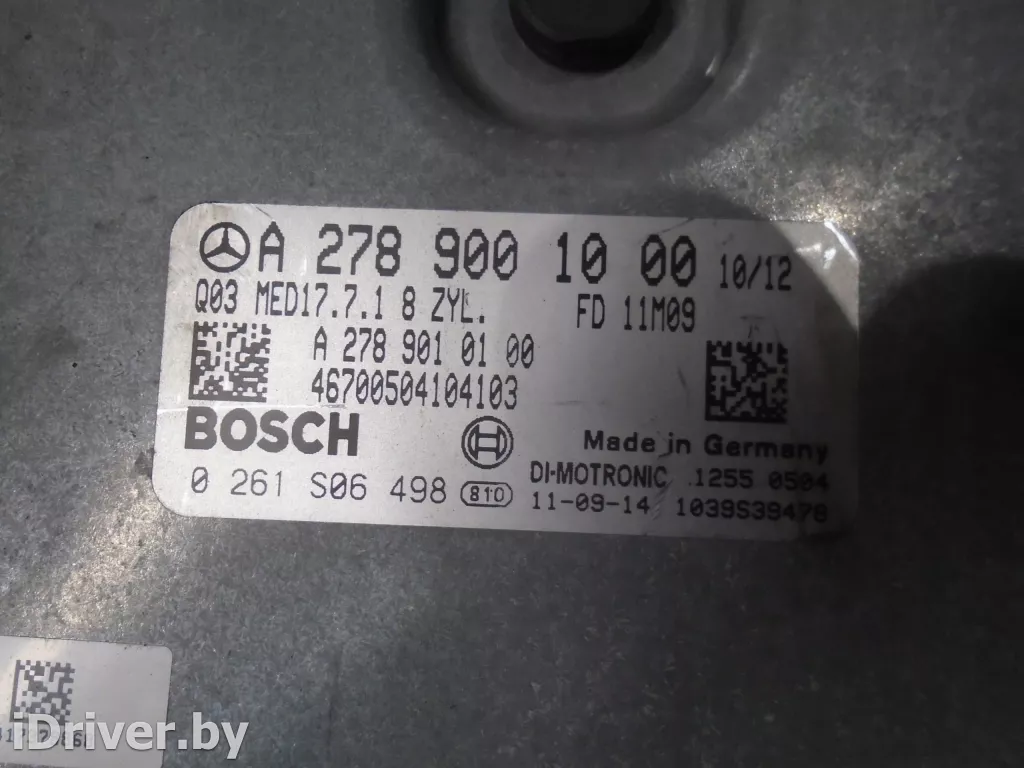 A 278 900 10 00 10/12
Q03 MED17.7.1 8 ZYL. FD 11M09
A 278 901 01 00
46700504104103
BOSCH
Made in Germany
0 261 S06 498 810
DI-MOTRONIC .1255 0504
11-09-14 1039S39478
iDriver.by